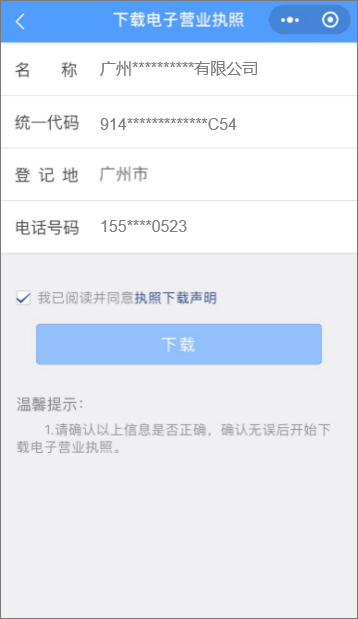 下载电子营业执照
名 称 广州**********有限公司
统一代码 914*************C54
登记地 广州市
电话号码 155****0523
我已阅读并同意执照下载声明
下载
温馨提示：
1.请确认以上信息是否正确，确认无误后开始下
载电子营业执照。